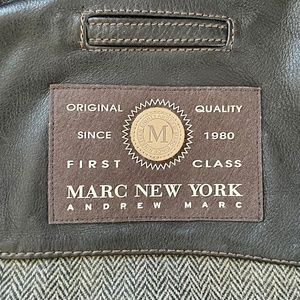 ORIGINAL QUALITY
SINCE M 1980
FIRST CLASS
MARC NEW YORK
ANDREW MARC